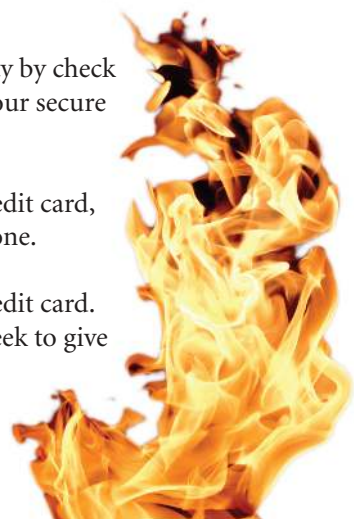 y by check
our secure
edit card,
one.
edit card.
eek to give